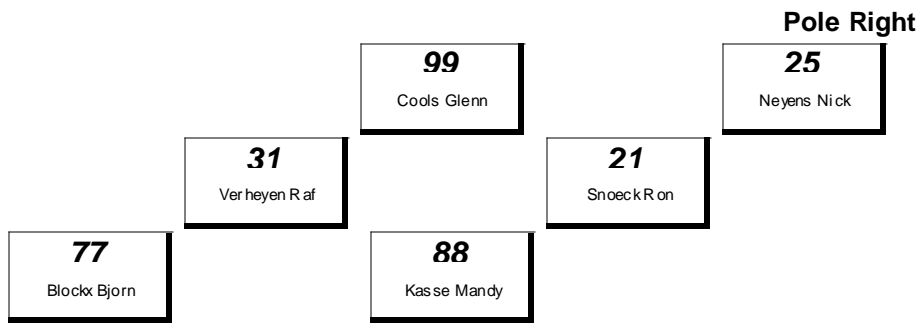 Pole Right
99 25
Cools Glenn Neyens Nick
31 21
Verheyen Raf Snoeck Ron
77 88
Blockx Bjorn Kasse Mandy